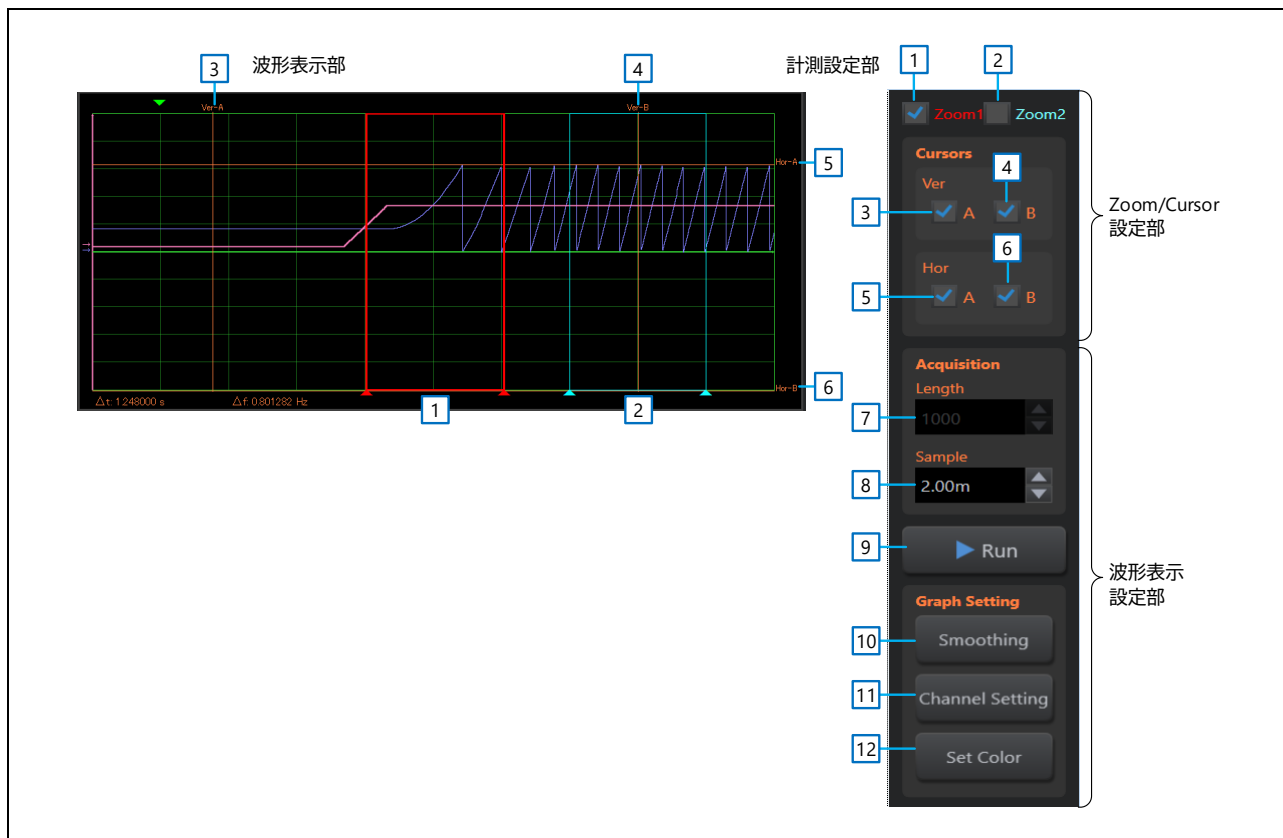 波形表示部
計測設定部
3
4
1
2
Ver-A
Ver-B
Hor-A
5
Hor-B
6
△t: 1.248000 s
△f: 0.801282 Hz
1
2
Zoom1
Zoom2
Cursors
4
Ver
3
A
B
6
Hor
5
A
B
Zoom/Cursor
設定部
Acquisition
Length
7
1000
Sample
8
2.00m
9
Run
波形表示
設定部
Graph Setting
10
Smoothing
11
Channel Setting
12
Set Color